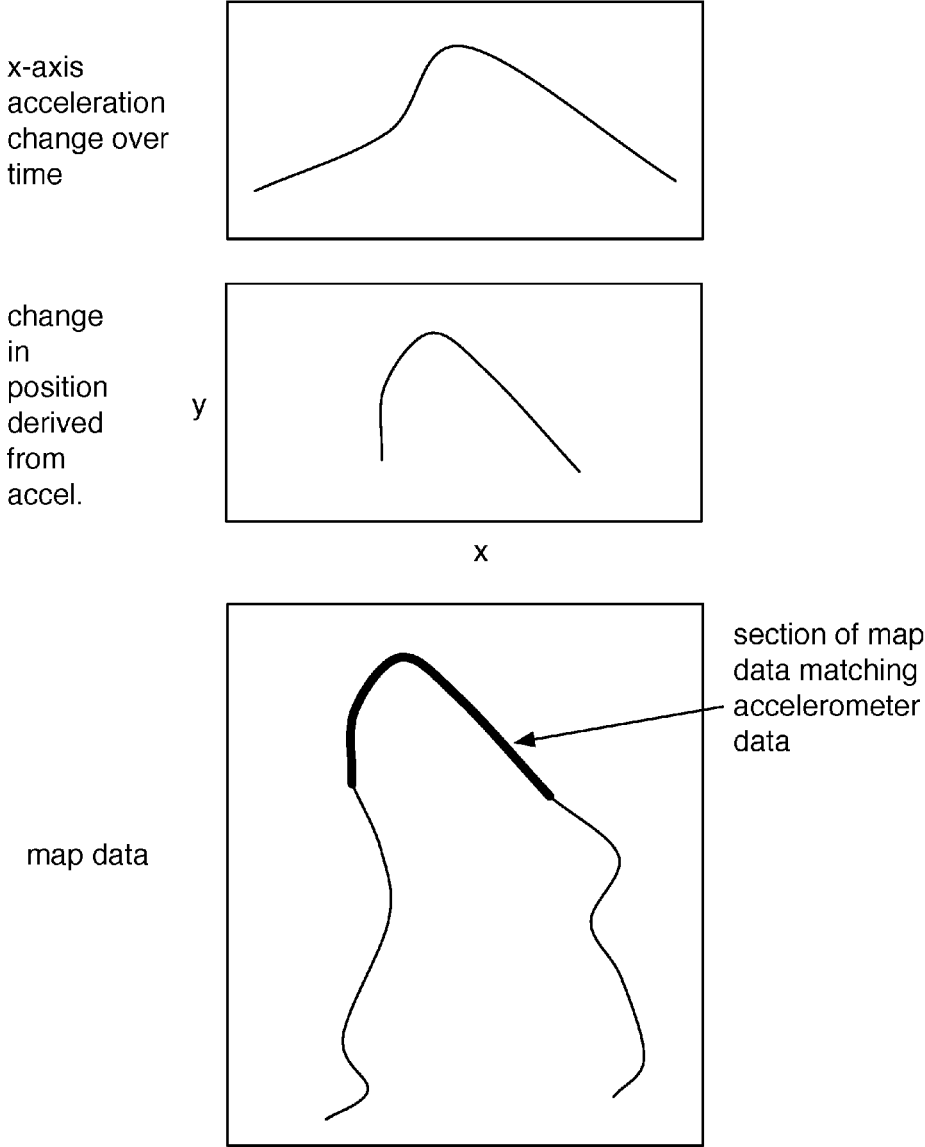 x-axis
acceleration
change over
time
change
in
position
derived
from
accel.
y
x
section of map
data matching
accelerometer
data
map data